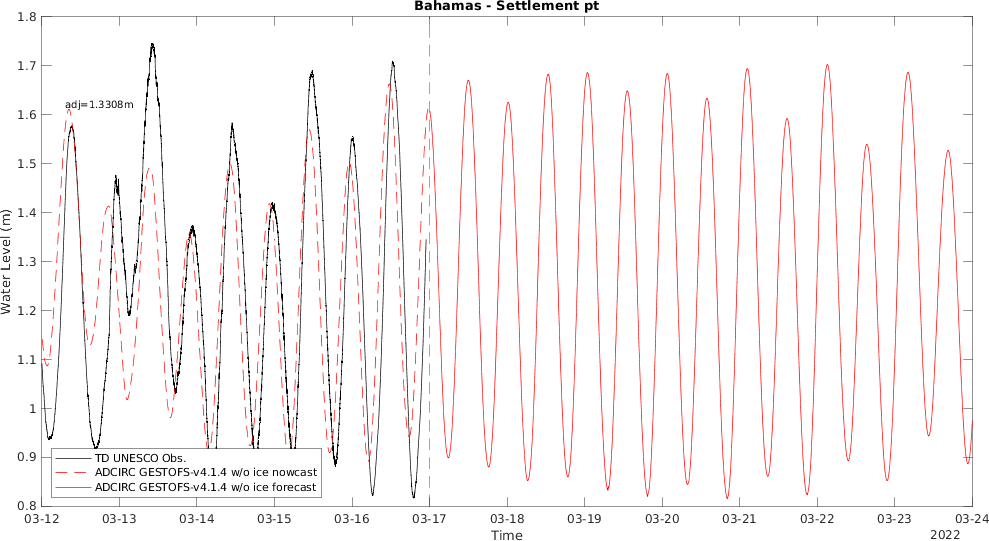 Bahamas - Settlement pt
1.8
1.7
1.6
1.5
1.4
1.3
1.2
1.1
1
0.9
0.8
Water Level (m)
adj=1.3308m
TD UNESCO Obs.
ADCIRC GESTOFS-v4.1.4 w/o ice nowcast
ADCIRC GESTOFS-v4.1.4 w/o ice forecast
03-12 03-13 03-14 03-15 03-16 03-17 03-18 03-19 03-20 03-21 03-22 03-23 03-24
Time
2022